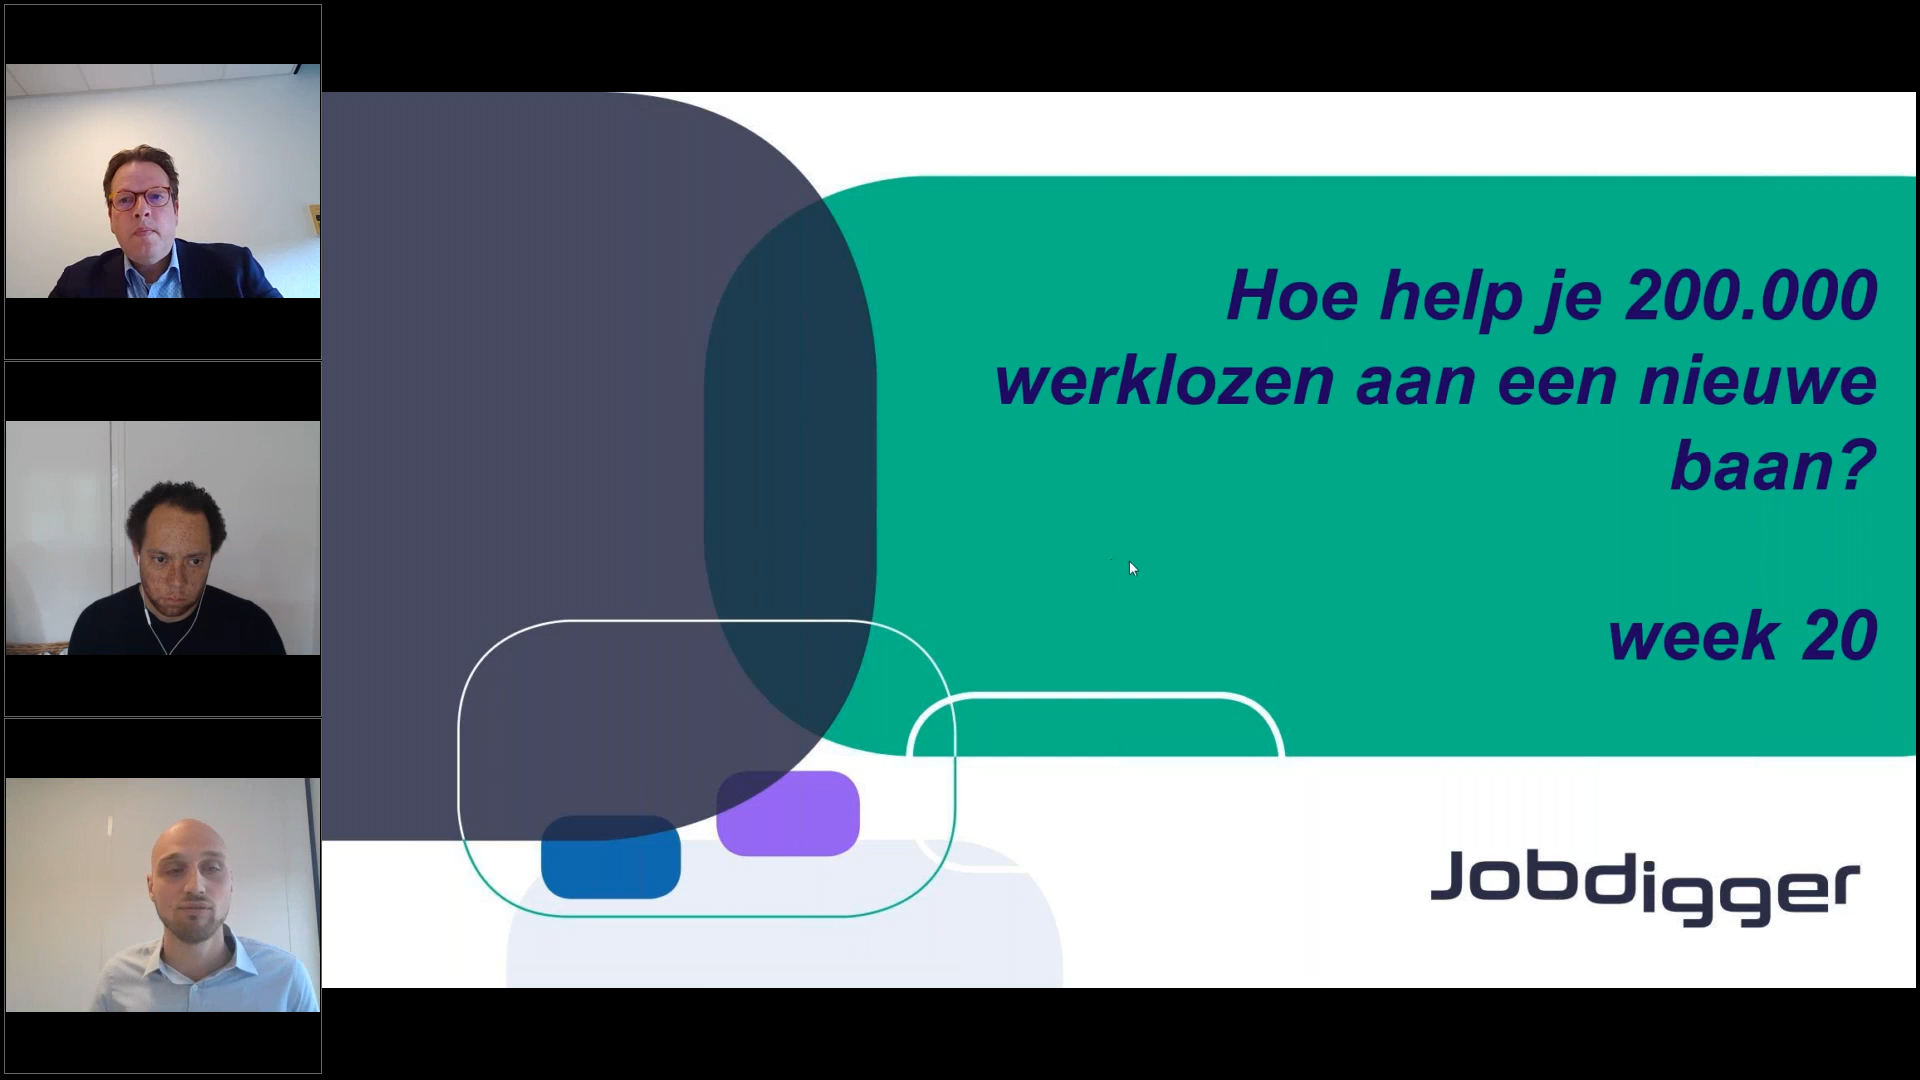 Hoe help je 200.000
werklozen aan een nieuwe
baan?
week 20
Jobdigger